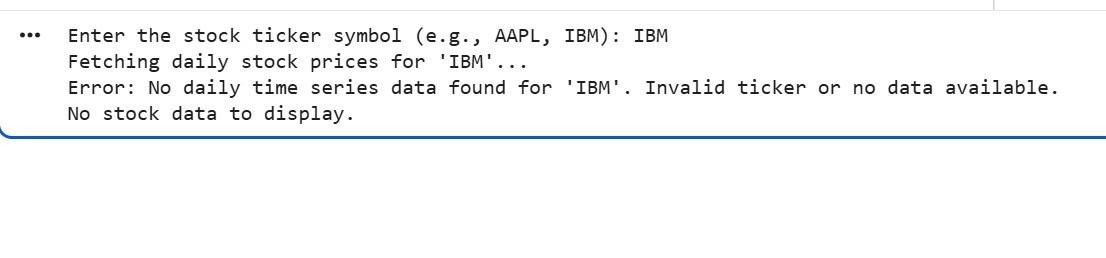 Enter the stock ticker symbol (e.g., AAPL, IBM): IBM
Fetching daily stock prices for 'IBM'...
Error: No daily time series data found for 'IBM'. Invalid ticker or no data available.
No stock data to display.